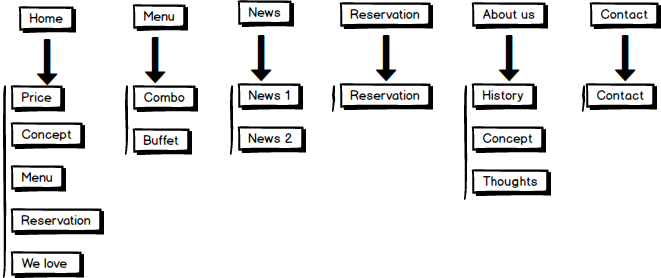 Home
Menu
News
Reservation
About us
Contact
Price
Concept
Menu
Reservation
We love
Combo
Buffet
News 1
News 2
Reservation
History
Concept
Thoughts
Contact